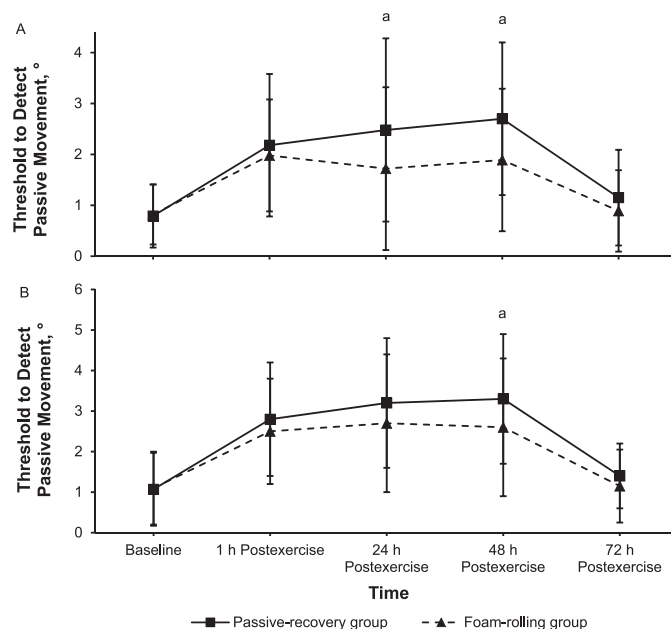 A
a
a
Threshold to Detect
Passive Movement, °
4
3
2
1
0
B
a
Threshold to Detect
Passive Movement, °
6
5
4
3
2
1
0
Baseline
1 h Postexercise
24 h
Postexercise
48 h
Postexercise
72 h
Postexercise
Time
Passive-recovery group
Foam-rolling group